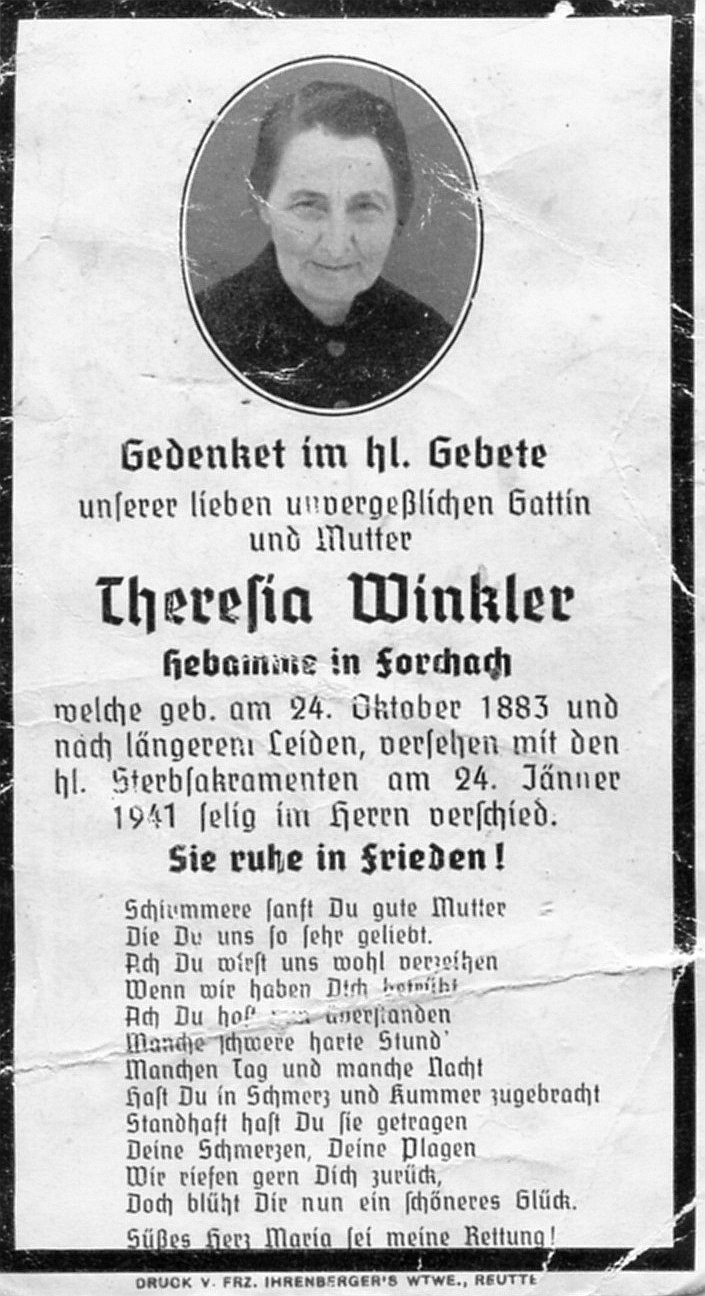 Gedenket im hl. Gebete
unserer lieben unvergeßlichen Gattin
und Mutter
Theresia Winkler
Hebamme in Forchach
welche geb. am 24. Oktober 1883 und
nach längerem Leiden, versehen mit den
hl. Sterbsakramenten am 24. Jänner
1941 selig im Herrn verschied.
Sie ruhe in Frieden!
Schlummere sanft Du gute Mutter
Die Du uns so sehr geliebt.
Ach Du wirst uns wohl verzeihen
Wenn wir haben Dich betrübt
Ach Du hast überstanden
Manche schwere harte Stund'
Manchen Tag und manche Nacht
Hast Du in Schmerz und Kummer zugebracht
Standhaft hast Du sie getragen
Deine Schmerzen, Deine Plagen
Wir riefen gern Dich zurück,
Doch blüht Dir nun ein schöneres Glück.
Süßes Herz Maria sei meine Rettung!
DRUCK V. FRZ. IHRENBERGER'S WTWE., REUTTE